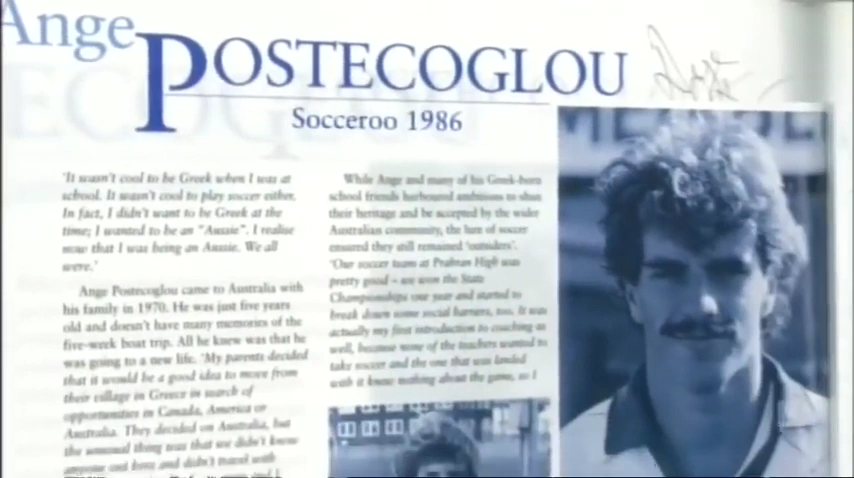 Ange
POSTECOGLOU
Socceroo 1986
'It wasn't cool to be Greek when I was at
school. It wasn't cool to play soccer either.
In fact, I didn't want to be Greek at the
time; I wanted to be an "Aussie". I realise
now that I was being an Aussie. We all
were.'
Ange Postecoglou came to Australia with
his family in 1970. He was just five years
old and doesn't have many memories of the
five-week boat trip. All he knew was that he
was going to a new life. 'My parents decided
that it would be a good idea to move from
their village in Greece in search of
opportunities in Canada, America or
Australia. They decided on Australia, but
the unusual thing was that we didn't know
anyone out here and didn't travel with
While Ange and many of his Greek-born
school friends harboured ambitions to shun
their heritage and be accepted by the wider
Australian community, the lure of soccer
ensured they still remained 'outsiders'.
'Our soccer team at Prahran High was
pretty good – we won the State
Championships one year and started to
break down some social barriers, too. It was
actually my first introduction to coaching as
well, because none of the teachers wanted to
take soccer and the one that was landed
with it knew nothing about the game, so I